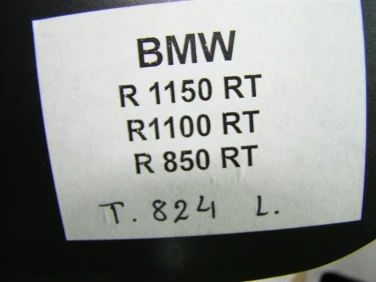 BMW
R 1150 RT
R1100 RT
R 850 RT
T. 824 L.